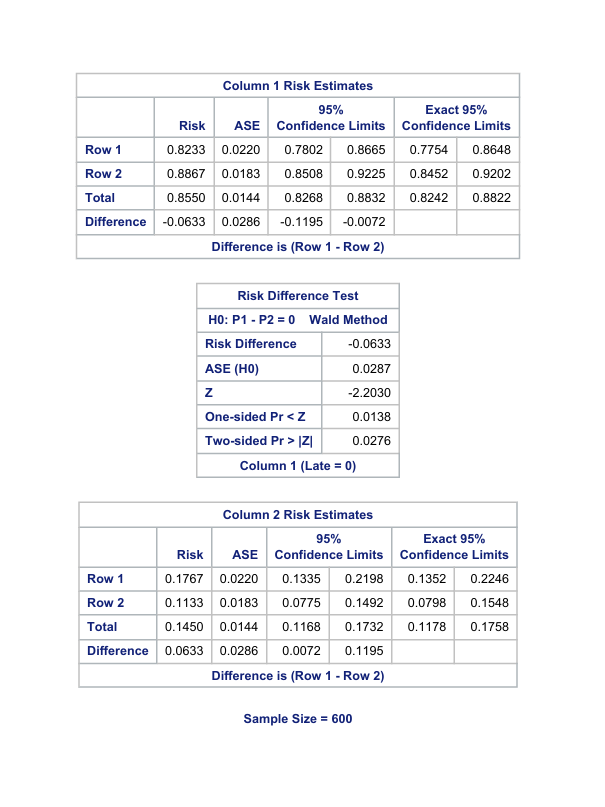 Column 1 Risk Estimates
95% Exact 95%
Risk ASE Confidence Limits Confidence Limits
Row 1 0.8233 0.0220 0.7802 0.8665 0.7754 0.8648
Row 2 0.8867 0.0183 0.8508 0.9225 0.8452 0.9202
Total 0.8550 0.0144 0.8268 0.8832 0.8242 0.8822
Difference -0.0633 0.0286 -0.1195 -0.0072
Difference is (Row 1 - Row 2)
Risk Difference Test
H0: P1 - P2 = 0 Wald Method
Risk Difference -0.0633
ASE (H0) 0.0287
Z -2.2030
One-sided Pr < Z 0.0138
Two-sided Pr > |Z| 0.0276
Column 1 (Late = 0)
Column 2 Risk Estimates
95% Exact 95%
Risk ASE Confidence Limits Confidence Limits
Row 1 0.1767 0.0220 0.1335 0.2198 0.1352 0.2246
Row 2 0.1133 0.0183 0.0775 0.1492 0.0798 0.1548
Total 0.1450 0.0144 0.1168 0.1732 0.1178 0.1758
Difference 0.0633 0.0286 0.0072 0.1195
Difference is (Row 1 - Row 2)
Sample Size = 600